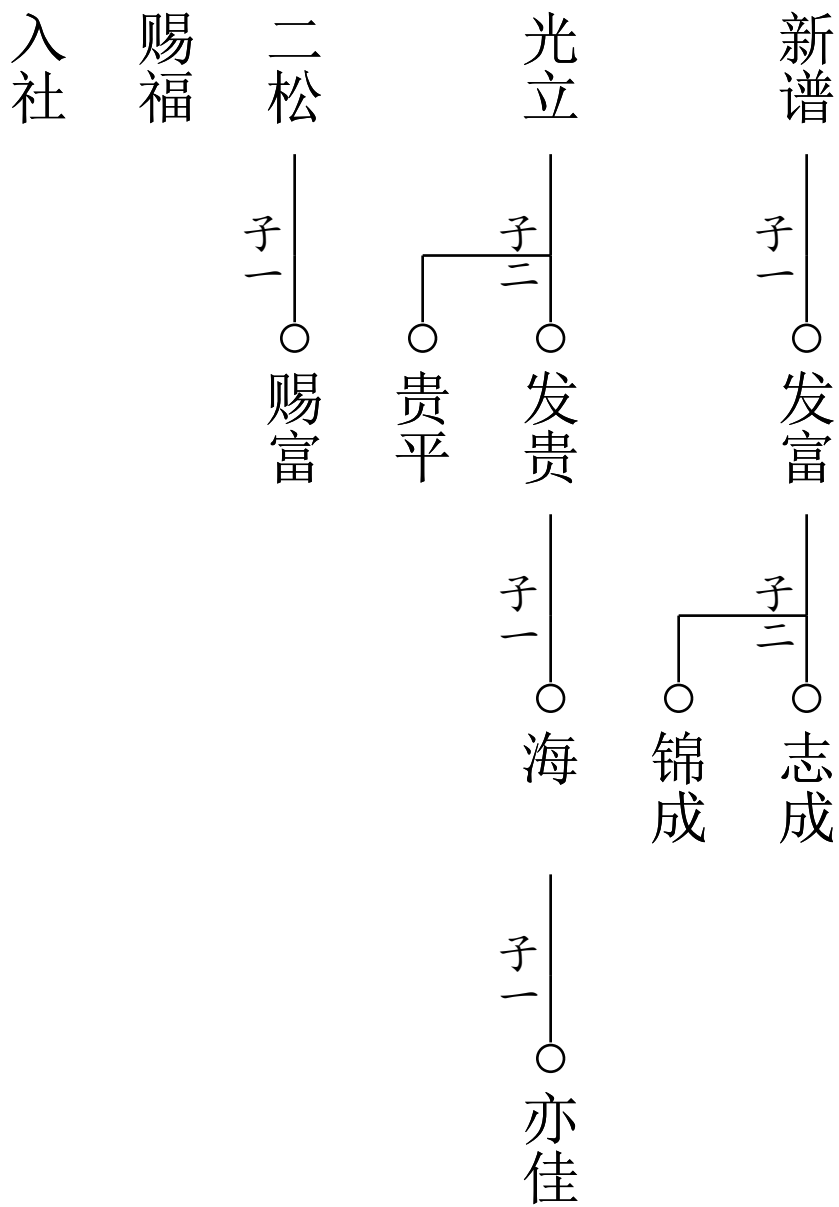 新谱
光立
二松
赐福
入社
子一
子二
子一
发富
发贵
贵平
赐富
子二
子一
志成
锦成
海
子一
亦佳